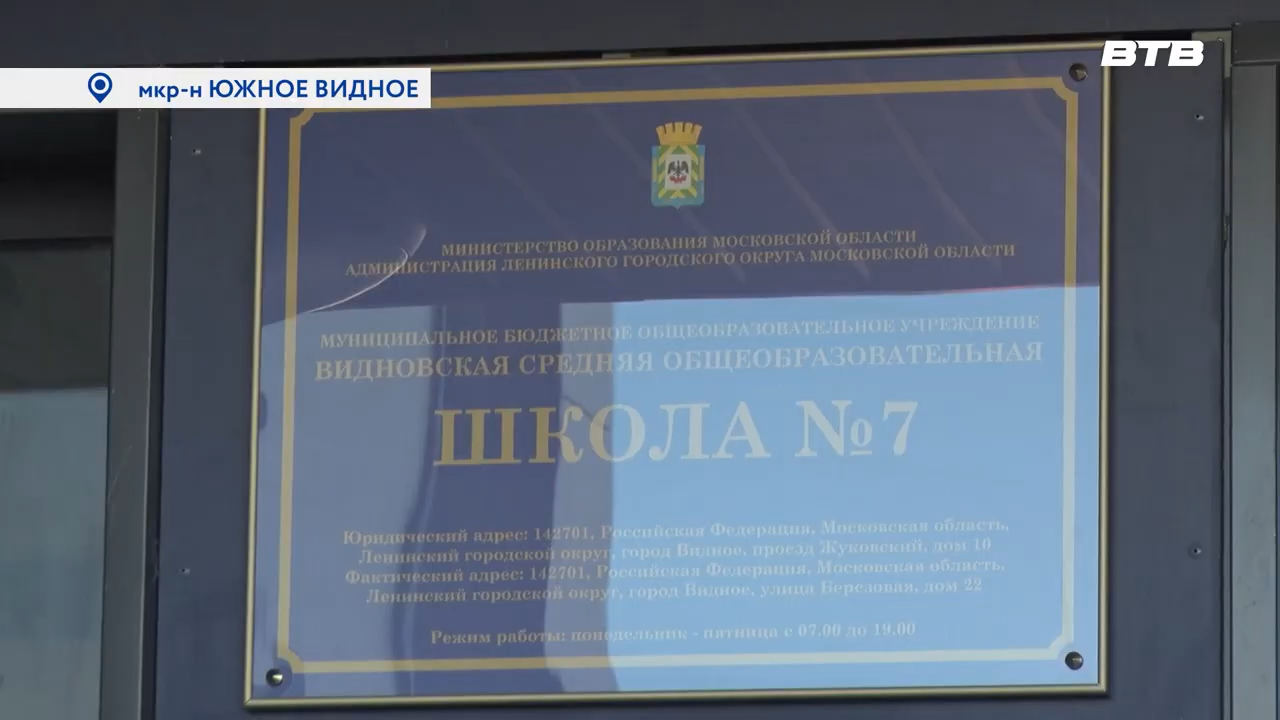 ВТВ
мкр-н ЮЖНОЕ ВИДНОЕ
МИНИСТЕРСТВО ОБРАЗОВАНИЯ МОСКОВСКОЙ ОБЛАСТИ
АДМИНИСТРАЦИЯ ЛЕНИНСКОГО ГОРОДСКОГО ОКРУГА МОСКОВСКОЙ ОБЛАСТИ
МУНИЦИПАЛЬНОЕ БЮДЖЕТНОЕ ОБЩЕОБРАЗОВАТЕЛЬНОЕ УЧРЕЖДЕНИЕ
ВИДНОВСКАЯ СРЕДНЯЯ ОБЩЕОБРАЗОВАТЕЛЬНАЯ
ШКОЛА №7
Юридический адрес: 142701, Российская Федерация, Московская область,
Ленинский городской округ, город Видное, проезд Жуковский, дом 10
Фактический адрес: 142701, Российская Федерация, Московская область,
Ленинский городской округ, город Видное, улица Березовая, дом 22
Режим работы: понедельник - пятница с 07.00 до 19.00